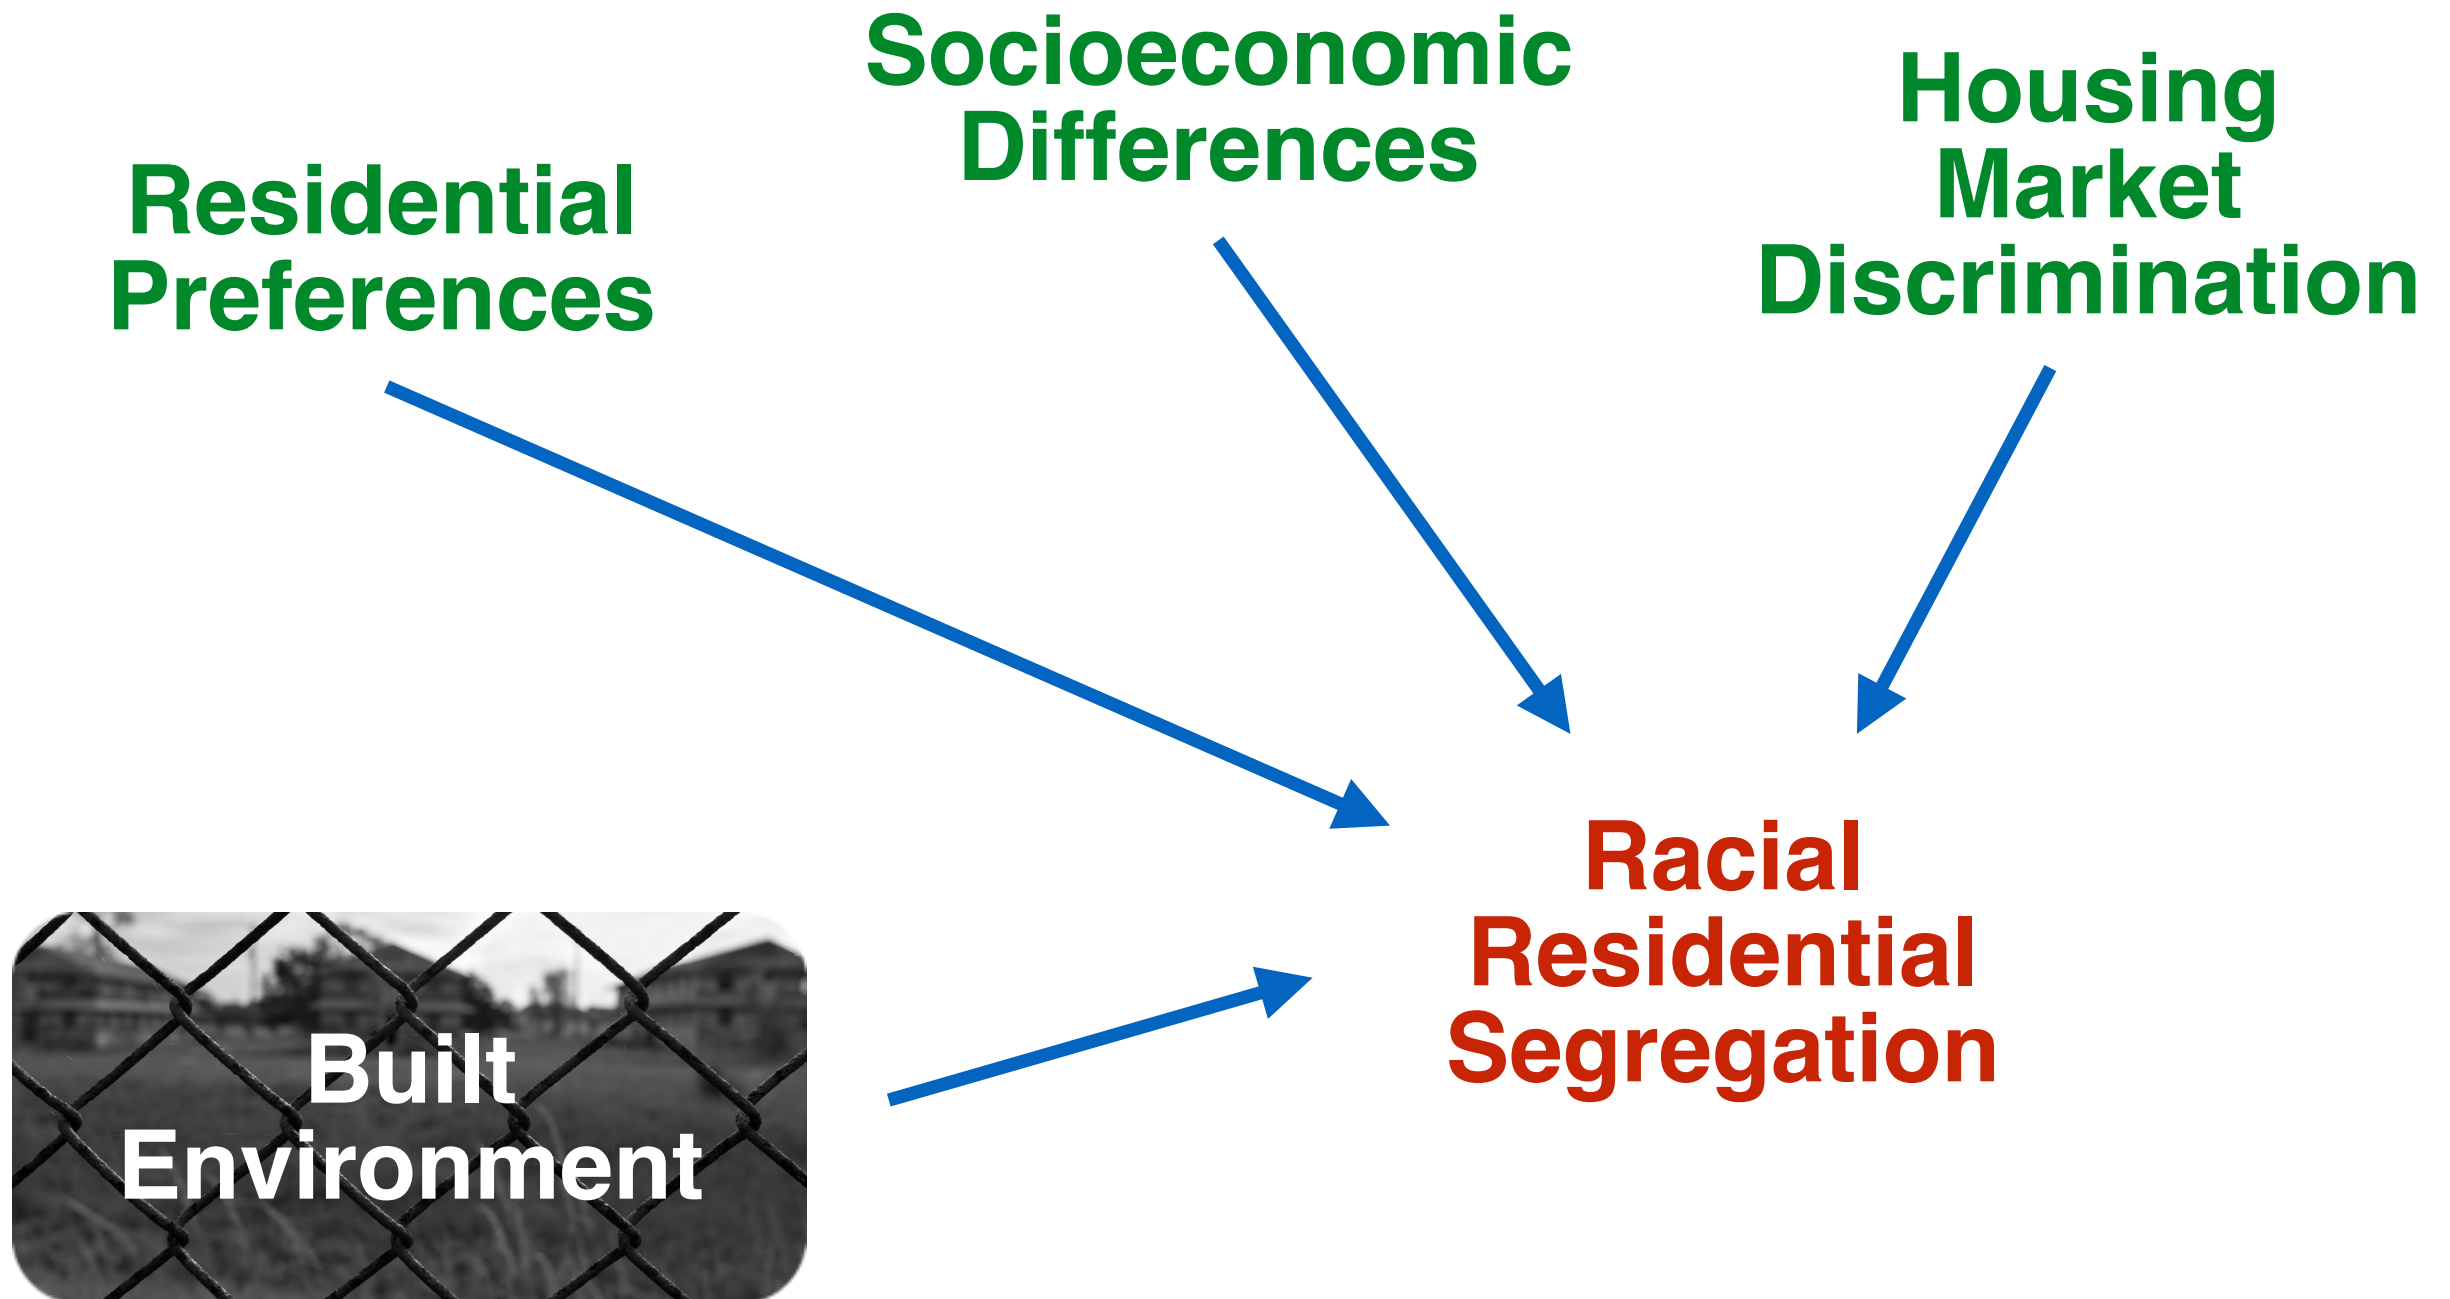 Residential
Preferences
Socioeconomic
Differences
Housing
Market
Discrimination
Built
Environment
Racial
Residential
Segregation